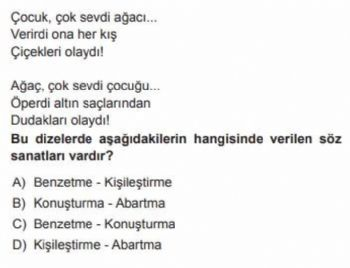 Çocuk, çok sevdi ağacı...
Verirdi ona her kış
Çiçekleri olaydı!
Ağaç, çok sevdi çocuğu...
Öperdi altın saçlarından
Dudakları olaydı!
Bu dizelerde aşağıdakilerin hangisinde verilen söz
sanatları vardır?
A) Benzetme - Kişileştirme
B) Konuşturma - Abartma
C) Benzetme - Konuşturma
D) Kişileştirme - Abartma